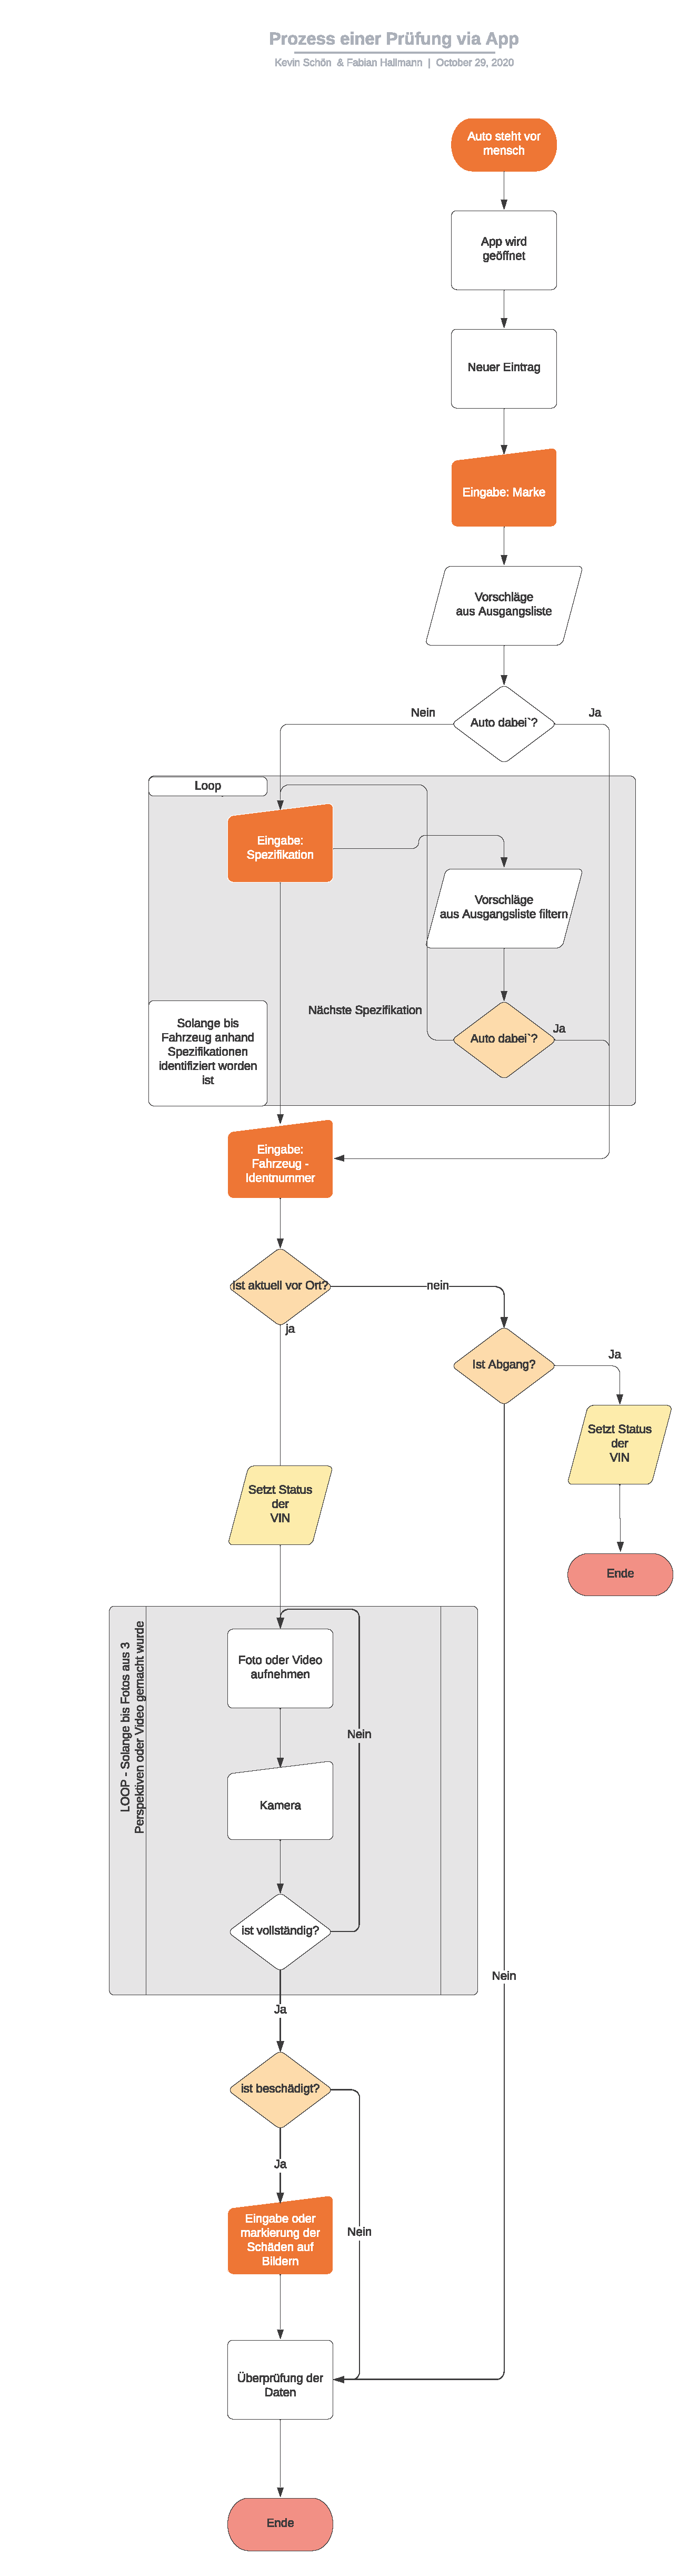 Prozess einer Prüfung via App
Kevin Schön & Fabian Hallmann | October 29, 2020
Auto steht vor
mensch
App wird
geöffnet
Neuer Eintrag
Eingabe: Marke
Vorschläge
aus Ausgangsliste
Nein
Auto dabei`?
Ja
Loop
Eingabe:
Spezifikation
Vorschläge
aus Ausgangsliste filtern
Nächste Spezifikation
Auto dabei`?
Ja
Solange bis
Fahrzeug anhand
Spezifikationen
identifiziert worden
ist
Eingabe:
Fahrzeug -
Identnummer
Ist aktuell vor Ort?
nein
ja
Ist Abgang?
Ja
Setzt Status
der
VIN
Ende
Setzt Status
der
VIN
LOOP - Solange bis Fotos aus 3
Perspektiven oder Video gemacht wurde
Foto oder Video
aufnehmen
Nein
Kamera
ist vollständig?
Nein
Ja
ist beschädigt?
Ja
Eingabe oder
markierung der
Schäden auf
Bildern
Nein
Überprüfung der
Daten
Ende